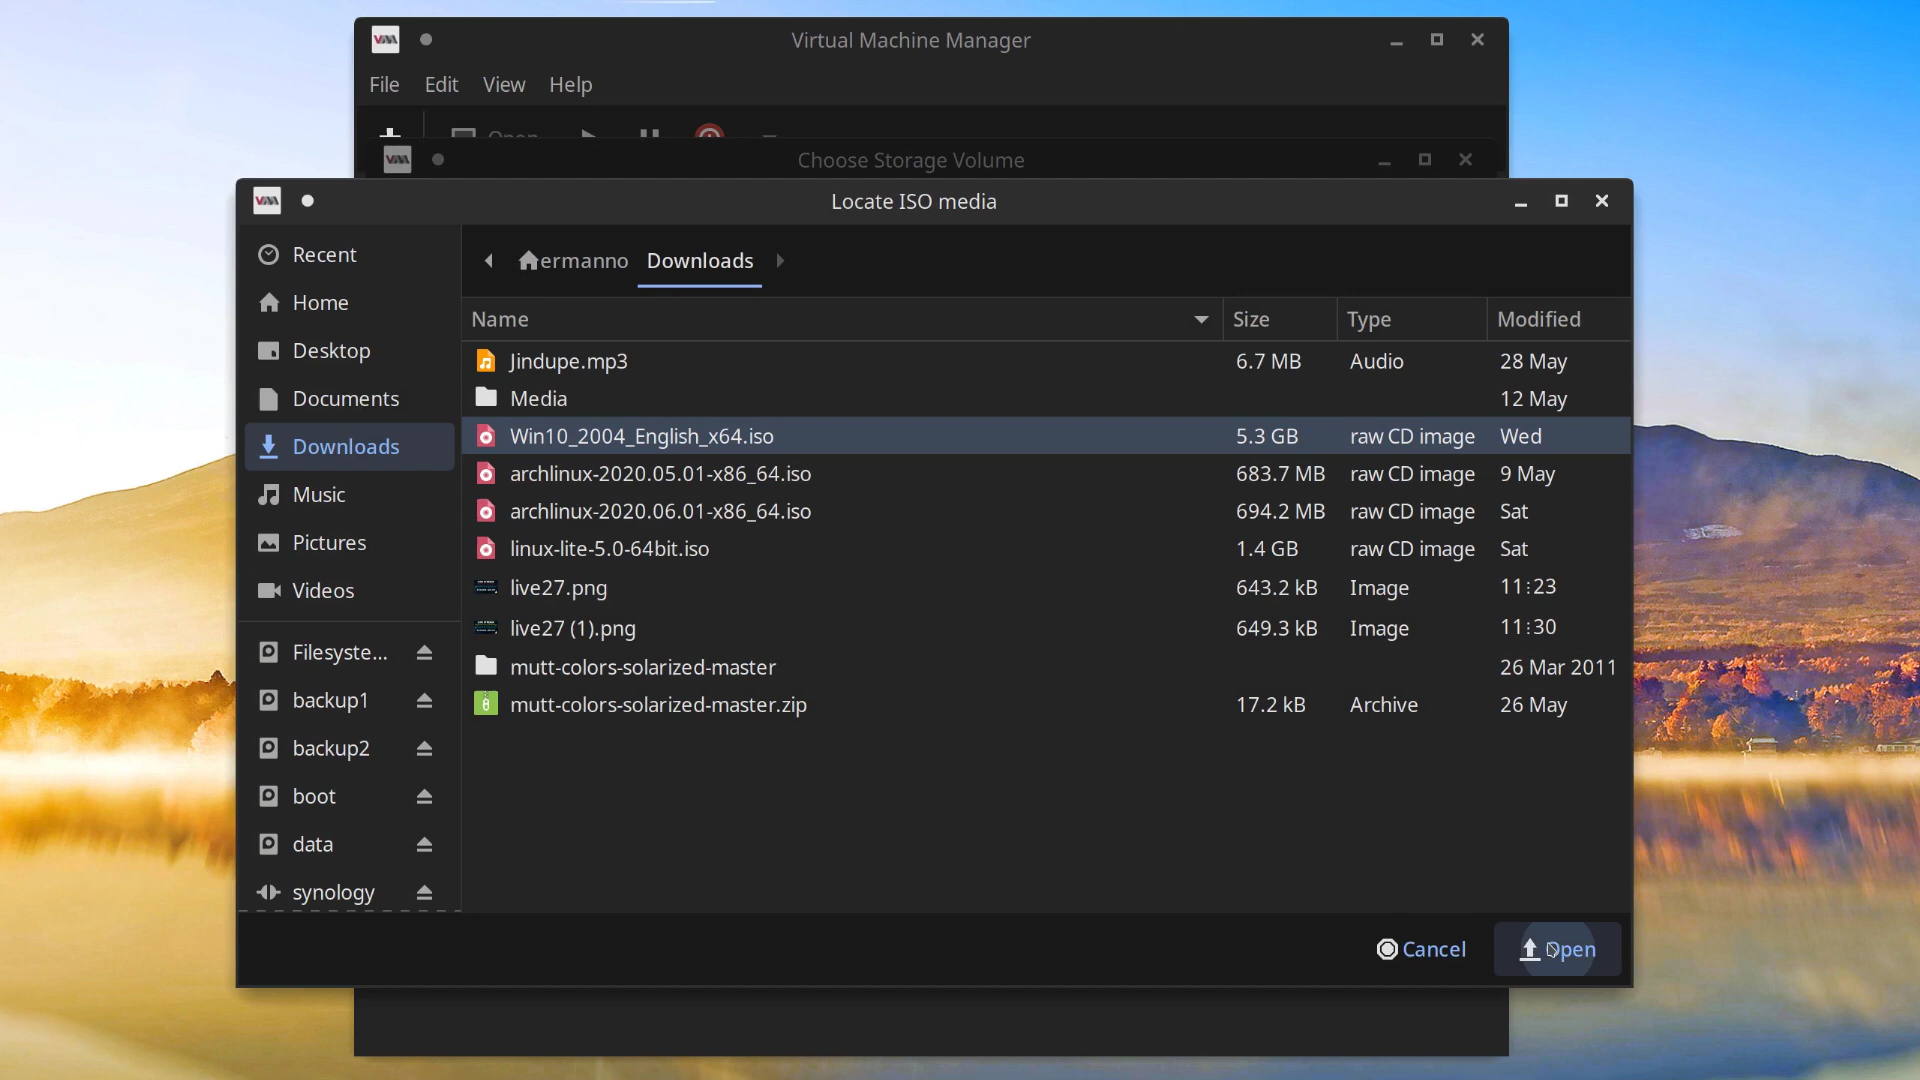 Virtual Machine Manager
File Edit View Help
Open
Choose Storage Volume
Locate ISO media
Recent
Home
Desktop
Documents
Downloads
Music
Pictures
Videos
Filesyste...
backup1
backup2
boot
data
synology
ermanno Downloads
Name Size Type Modified
Jindupe.mp3 6.7 MB Audio 28 May
Media 12 May
Win10_2004_English_x64.iso 5.3 GB raw CD image Wed
archlinux-2020.05.01-x86_64.iso 683.7 MB raw CD image 9 May
archlinux-2020.06.01-x86_64.iso 694.2 MB raw CD image Sat
linux-lite-5.0-64bit.iso 1.4 GB raw CD image Sat
live27.png 643.2 kB Image 11:23
live27 (1).png 649.3 kB Image 11:30
mutt-colors-solarized-master 26 Mar 2011
mutt-colors-solarized-master.zip 17.2 kB Archive 26 May
Cancel Open